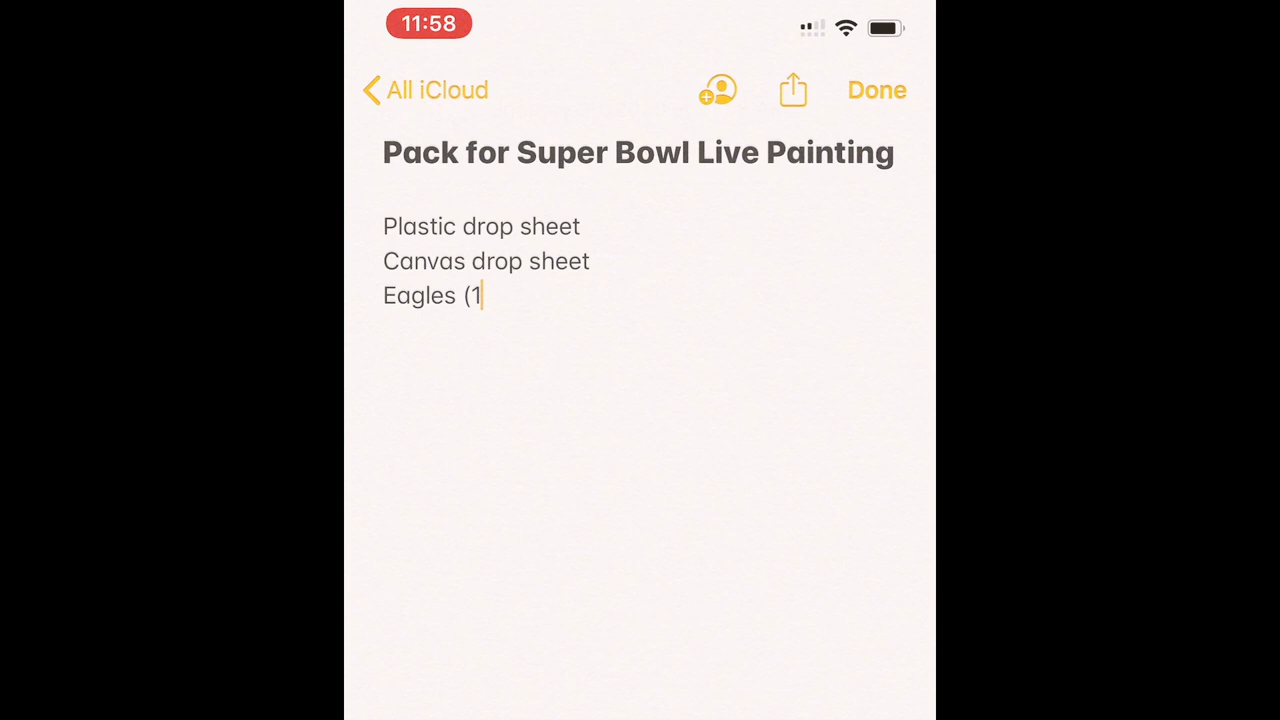 11:58
All iCloud
Done
Pack for Super Bowl Live Painting
Plastic drop sheet
Canvas drop sheet
Eagles (1